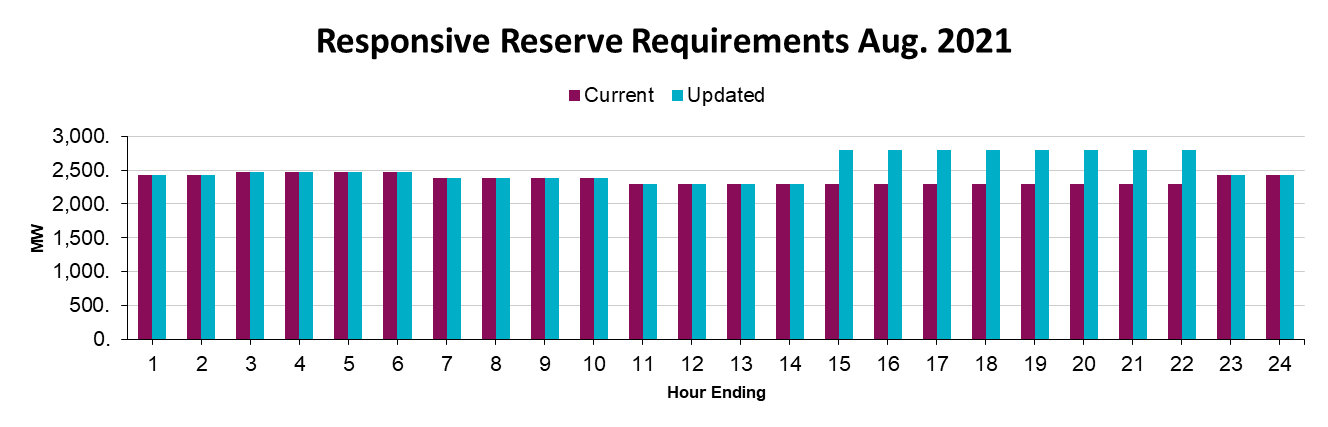 Responsive Reserve Requirements Aug. 2021
Current Updated
3,000.
2,500.
2,000.
1,500.
1,000.
500.
0.
MW
1 2 3 4 5 6 7 8 9 10 11 12 13 14 15 16 17 18 19 20 21 22 23 24
Hour Ending